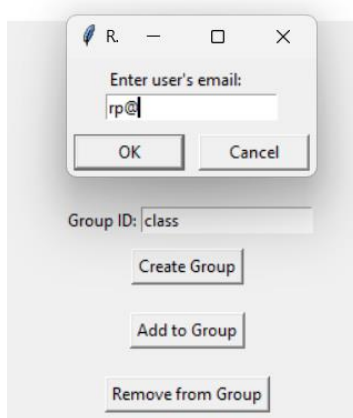 R.
Enter user's email:
rp@
OK Cancel
Group ID: class
Create Group
Add to Group
Remove from Group